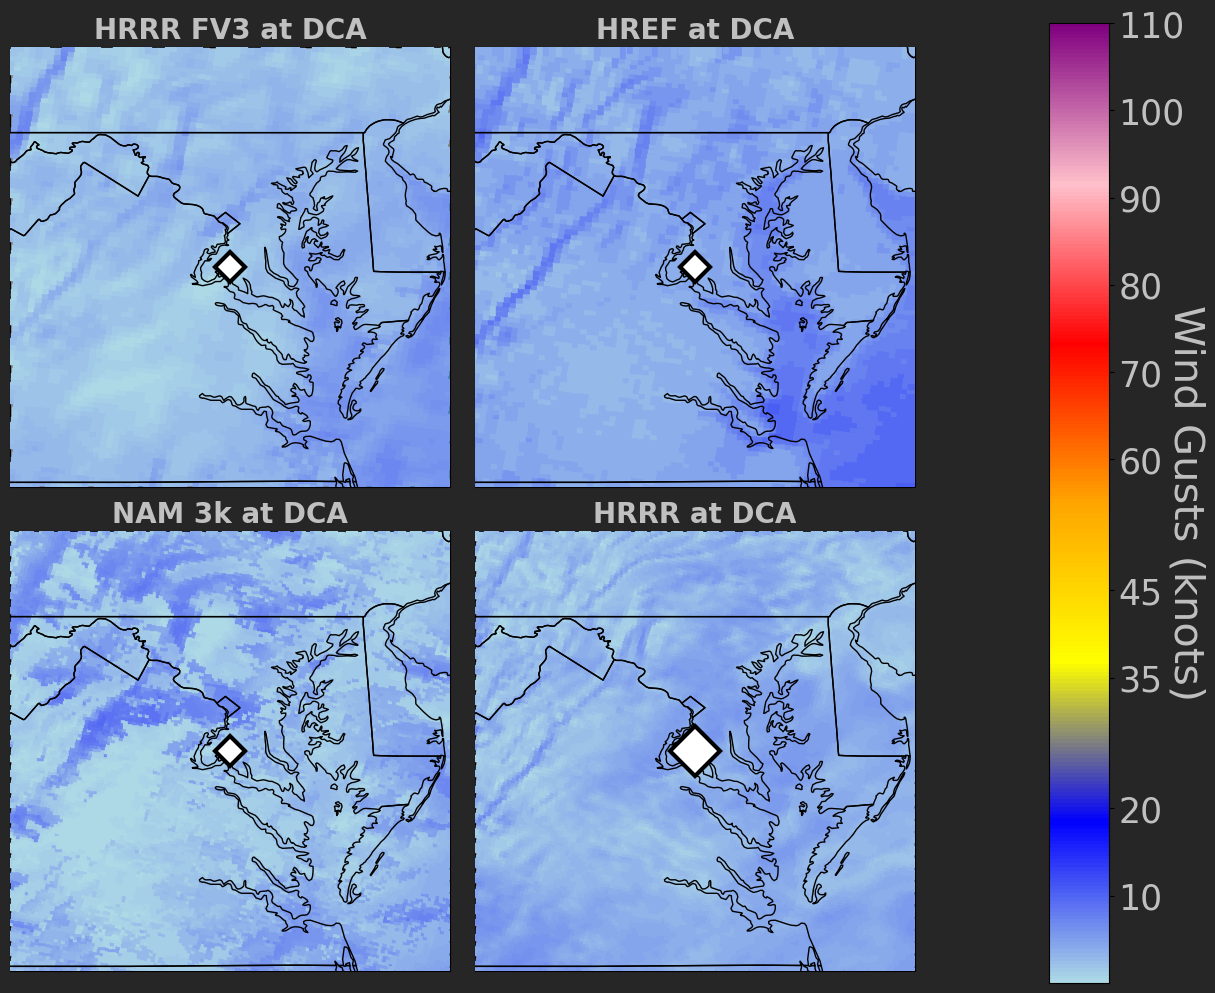 HRRR FV3 at DCA
HREF at DCA
NAM 3k at DCA
HRRR at DCA
110
100
90
80
70
60
45
35
20
10
Wind Gusts (knots)